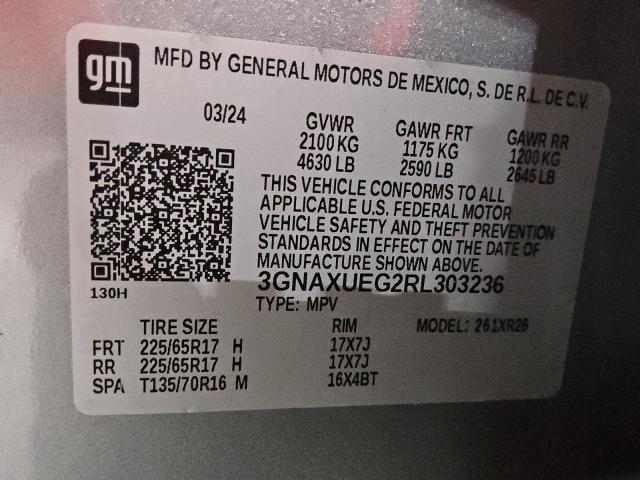 gm
MFD BY GENERAL MOTORS DE MEXICO, S. DE R.L. DE C.V.
03/24 GVWR GAWR FRT GAWR RR
2100 KG 1175 KG 1200 KG
4630 LB 2590 LB 2645 LB
THIS VEHICLE CONFORMS TO ALL
APPLICABLE U.S. FEDERAL MOTOR
VEHICLE SAFETY AND THEFT PREVENTION
STANDARDS IN EFFECT ON THE DATE OF
MANUFACTURE SHOWN ABOVE.
3GNAXUEG2RL303236
130H TYPE: MPV
TIRE SIZE RIM MODEL: 261XR26
FRT 225/65R17 H 17X7J
RR 225/65R17 H 17X7J
SPA T135/70R16 M 16X4BT